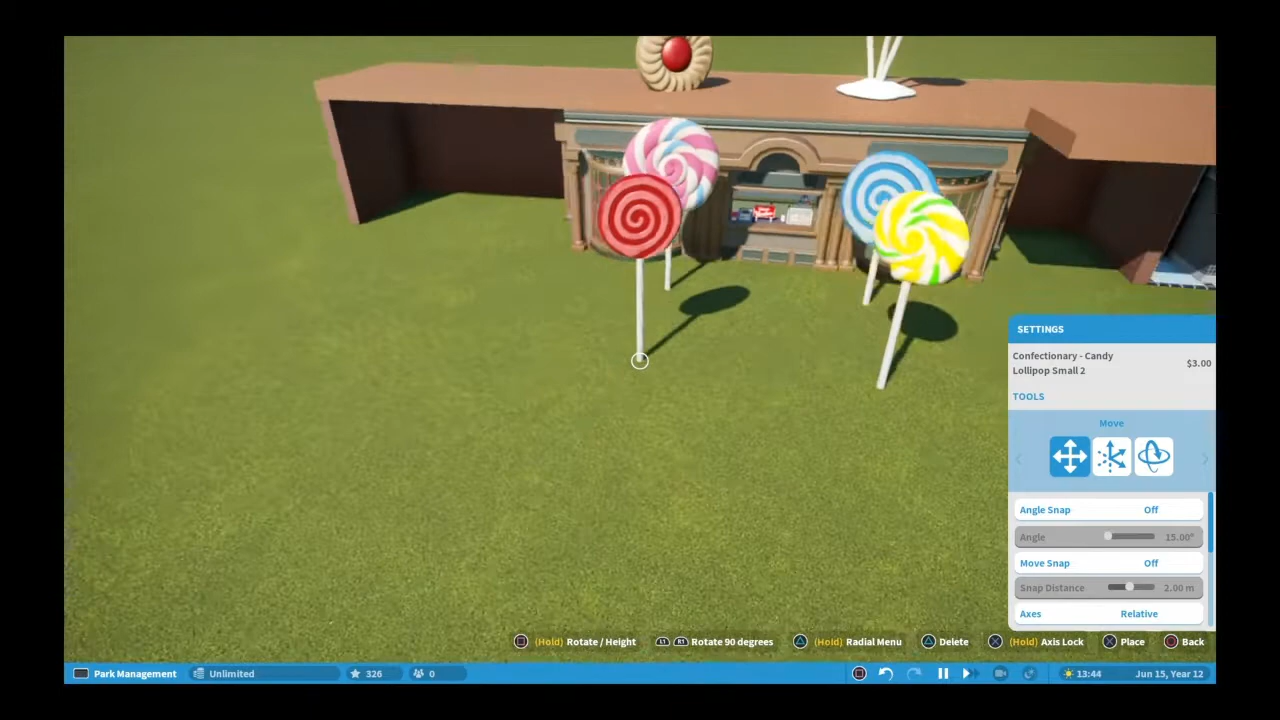 SETTINGS
Confectionary - Candy
Lollipop Small 2
$3.00
TOOLS
Move
Angle Snap Off
Angle 15.00°
Move Snap Off
Snap Distance 2.00 m
Axes Relative
(Hold) Rotate / Height L1 R1 Rotate 90 degrees (Hold) Radial Menu Delete (Hold) Axis Lock Place Back
Park Management Unlimited 326 0 13:44 Jun 15, Year 12